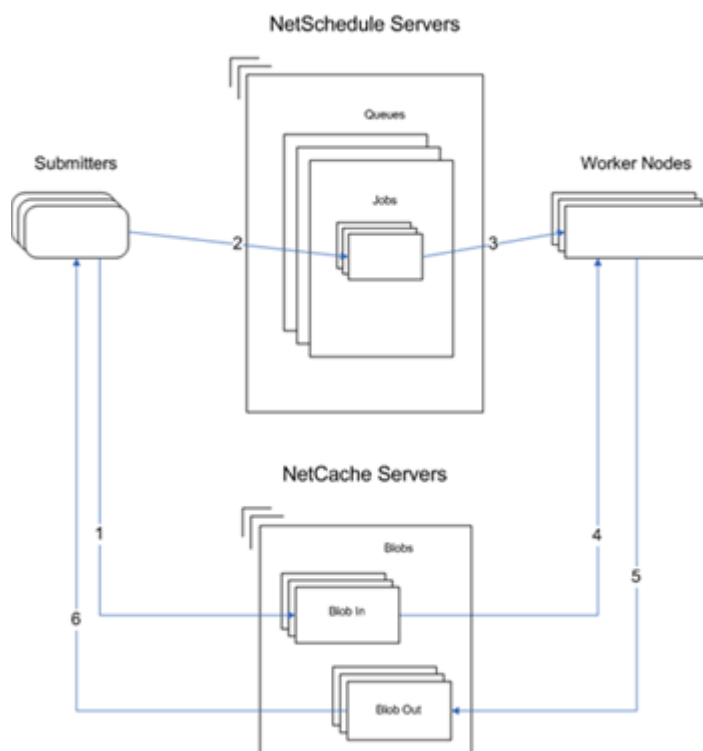 NetSchedule Servers
Queues
Submitters
Worker Nodes
Jobs
2
3
NetCache Servers
1
4
Blobs
5
Blob In
6
Blob Out